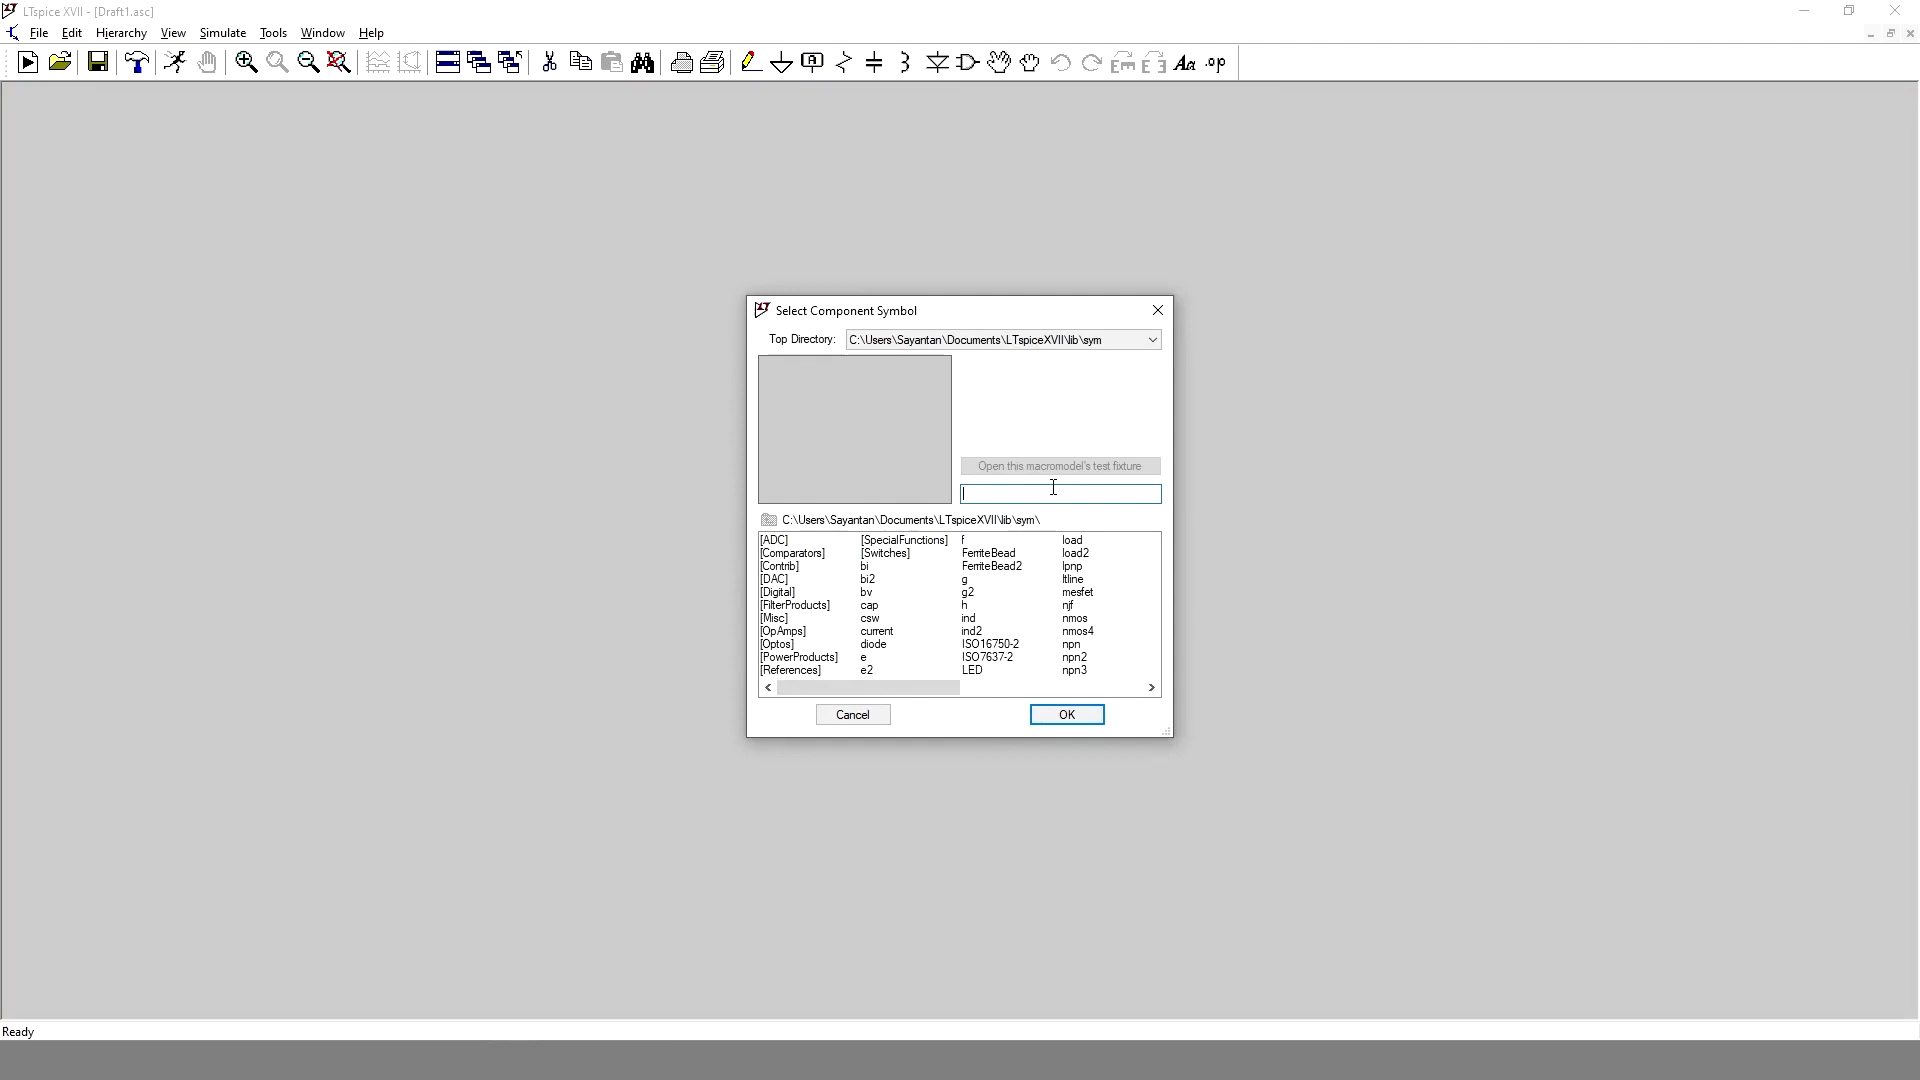 LTspice XVII - [Draft1.asc]
File Edit Hierarchy View Simulate Tools Window Help
A Aa .op
Select Component Symbol
Top Directory: C:\Users\Sayantan\Documents\LTspiceXVII\lib\sym
Open this macromodel's test fixture
C:\Users\Sayantan\Documents\LTspiceXVII\lib\sym\
[ADC] [SpecialFunctions] f load
[Comparators] [Switches] FerriteBead load2
[Contrib] bi FerriteBead2 lpnp
[DAC] bi2 g ltline
[Digital] bv g2 mesfet
[FilterProducts] cap h njf
[Misc] csw ind nmos
[OpAmps] current ind2 nmos4
[Optos] diode ISO16750-2 npn
[PowerProducts] e ISO7637-2 npn2
[References] e2 LED npn3
Cancel OK
Ready